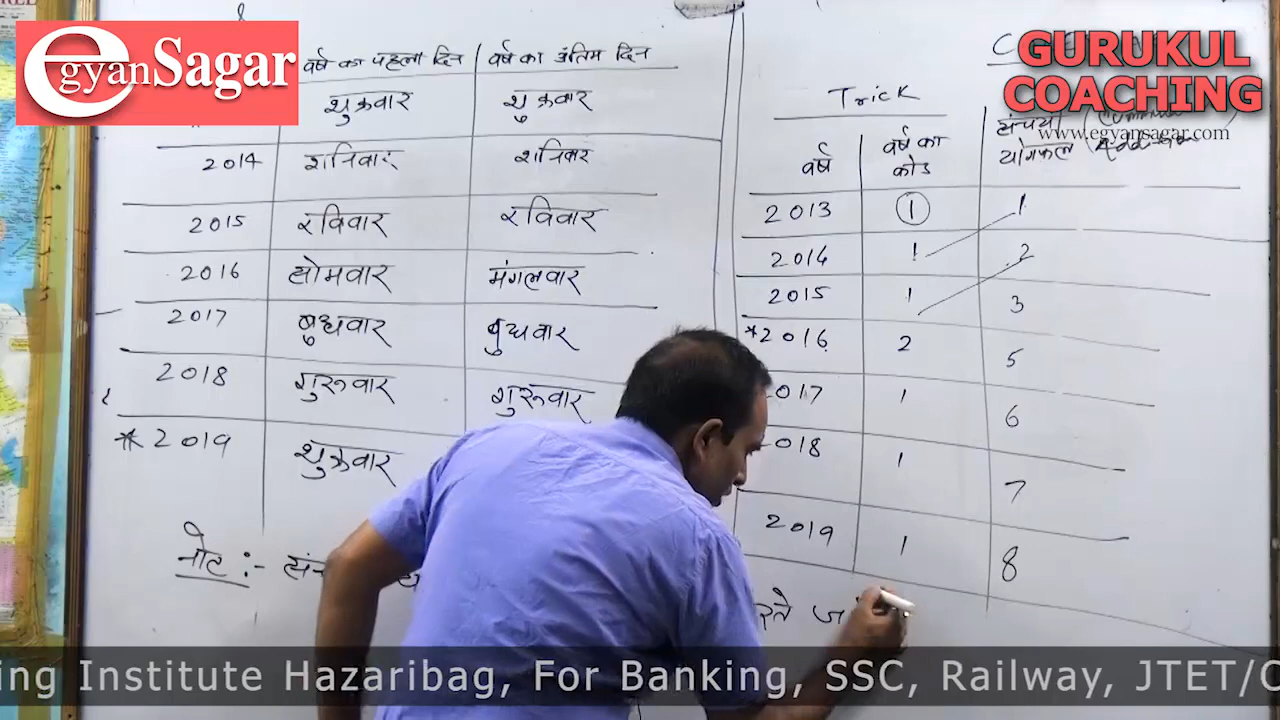 egyanSagar
GURUKUL
COACHING
www.egyansagar.com
वर्ष का पहला दिन वर्ष का अंतिम दिन
शुक्रवार शुक्रवार
2014 शनिवार शनिवार
2015 रविवार रविवार
2016 सोमवार मंगलवार
2017 बुधवार बुधवार
2018 गुरुवार गुरुवार
* 2019 शुक्रवार
नोट :-
Trick
वर्ष वर्ष का कोड योगफल
2013 1 1
2014 1 2
2015 1 3
*2016 2 5
2017 1 6
018 1 7
2019 1 8
ing Institute Hazaribag, For Banking, SSC, Railway, JTET/C